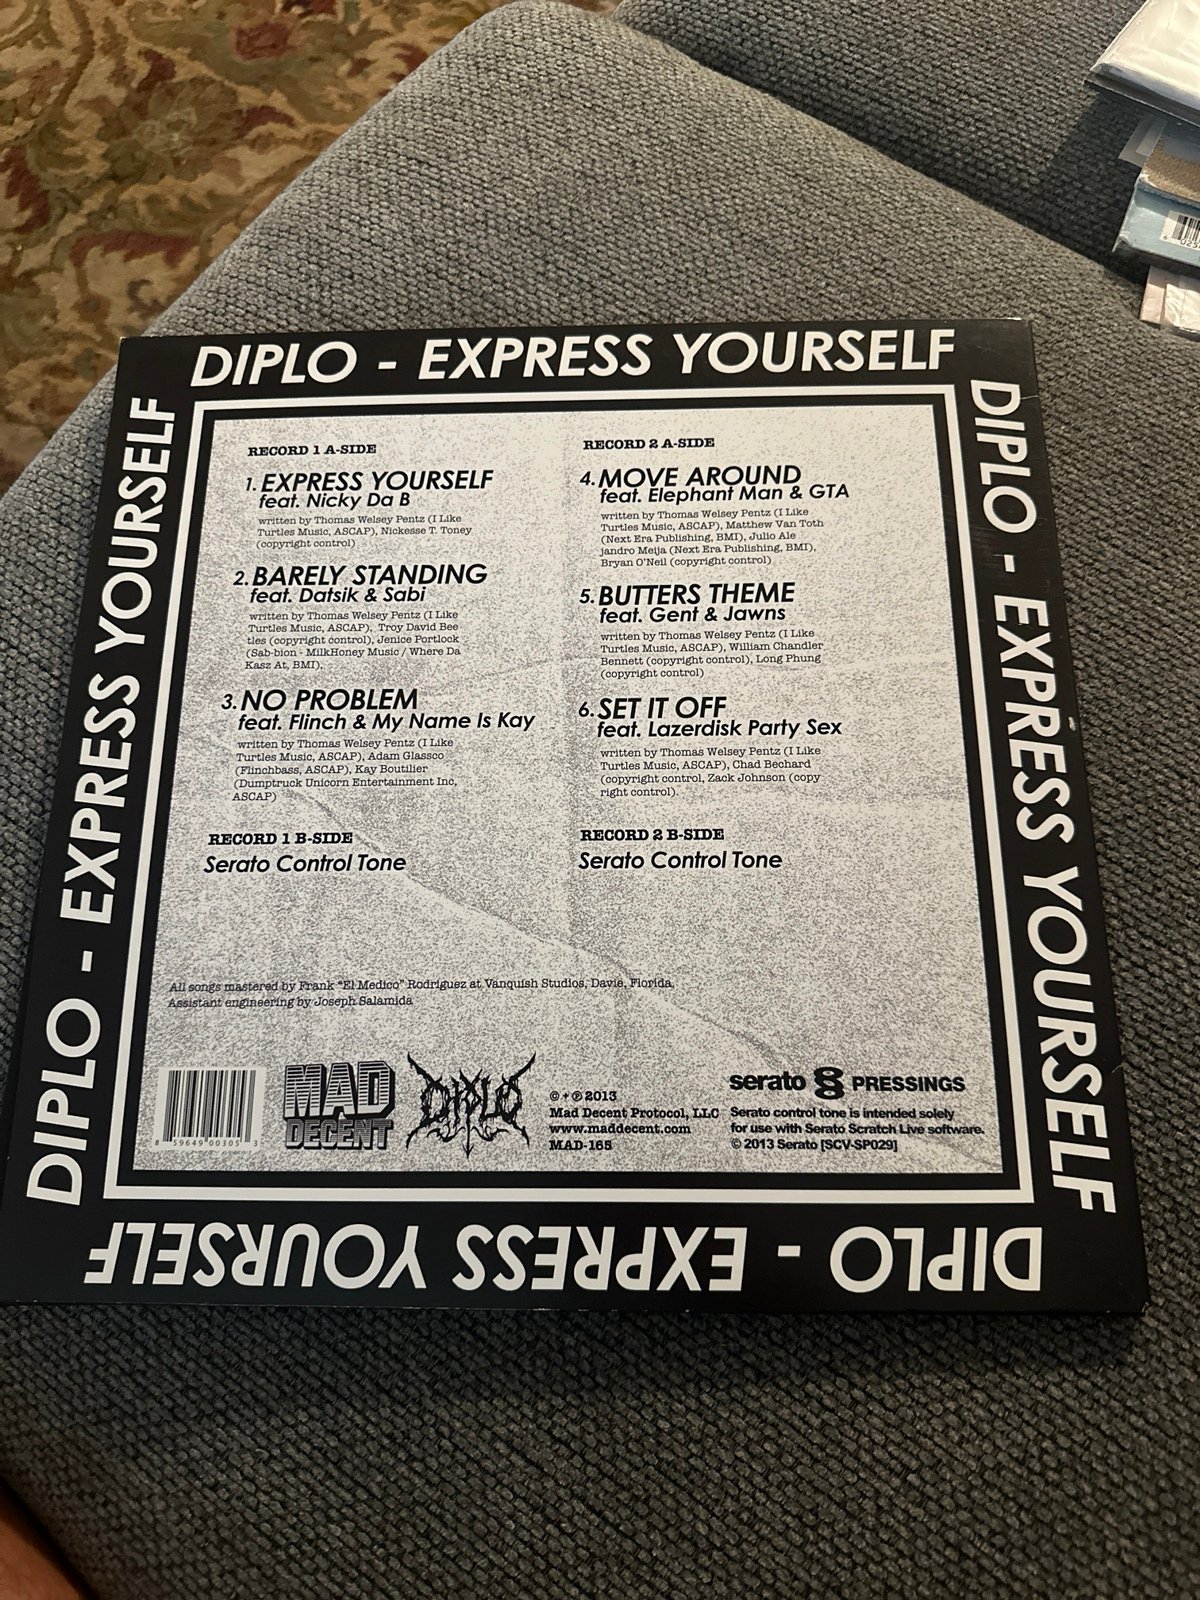 DIPLO - EXPRESS YOURSELF
DIPLO - EXPRESS YOURSELF
DIPLO - EXPRESS YOURSELF
DIPLO - EXPRESS YOURSELF
RECORD 1 A-SIDE
1. EXPRESS YOURSELF
feat. Nicky Da B
written by Thomas Welsey Pentz (I Like
Turtles Music, ASCAP), Nickesse T. Toney
(copyright control)
2. BARELY STANDING
feat. Datsik & Sabi
written by Thomas Welsey Pentz (I Like
Turtles Music, ASCAP), Troy David Bee
tles (copyright control), Jenice Portlock
(Sab-bion - MilkHoney Music / Where Da
Kasz At, BMI),
3. NO PROBLEM
feat. Flinch & My Name Is Kay
written by Thomas Welsey Pentz (I Like
Turtles Music, ASCAP), Adam Glassco
(Flinchbass, ASCAP), Kay Boutilier
(Dumptruck Unicorn Entertainment Inc,
ASCAP)
RECORD 1 B-SIDE
Serato Control Tone
RECORD 2 A-SIDE
4. MOVE AROUND
feat. Elephant Man & GTA
written by Thomas Welsey Pentz (I Like
Turtles Music, ASCAP), Matthew Van Toth
(Next Era Publishing, BMI), Julio Ale
jandro Meija (Next Era Publishing, BMI),
Bryan O'Neil (copyright control)
5. BUTTERS THEME
feat. Gent & Jawns
written by Thomas Welsey Pentz (I Like
Turtles Music, ASCAP), William Chandler
Bennett (copyright control), Long Phung
(copyright control)
6. SET IT OFF
feat. Lazerdisk Party Sex
written by Thomas Welsey Pentz (I Like
Turtles Music, ASCAP), Chad Bechard
(copyright control, Zack Johnson (copy
right control).
RECORD 2 B-SIDE
Serato Control Tone
All songs mastered by Frank "El Medico" Rodriguez at Vanquish Studios, Davie, Florida,
Assistant engineering by Joseph Salamida
8 59649 00305 3
MAD
DECENT
DIPLO
© + ℗ 2013
Mad Decent Protocol, LLC
www.maddecent.com
MAD-165
serato PRESSINGS
Serato control tone is intended solely
for use with Serato Scratch Live software.
© 2013 Serato [SCV-SP029]